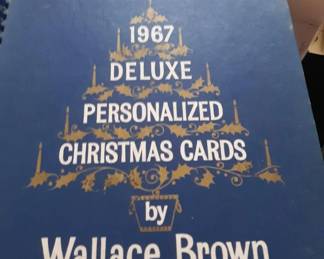 1967
DELUXE
PERSONALIZED
CHRISTMAS CARDS
by
Wallace Brown